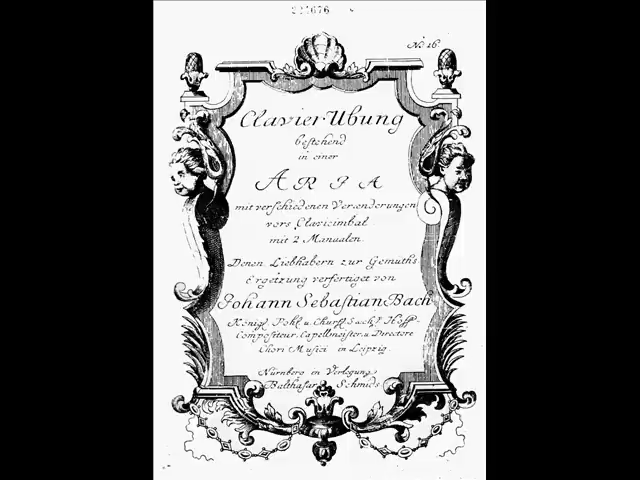 No 16
Clavier Ubung
bestehend
in einer
ARIA
mit verschiedenen Verænderungen
vors Clavicimbal
mit 2 Manualen.
Denen Liebhabern zur Gemüths-
Ergetzung verfertiget von
Johann Sebastian Bach
Königl. Pohl. u. Churfl. Sæchs. Hoff-
Compositeur, Capellmeister, u. Directore
Chori Musici in Leipzig.
Nürnberg in Verlegung
Balthasar Schmids